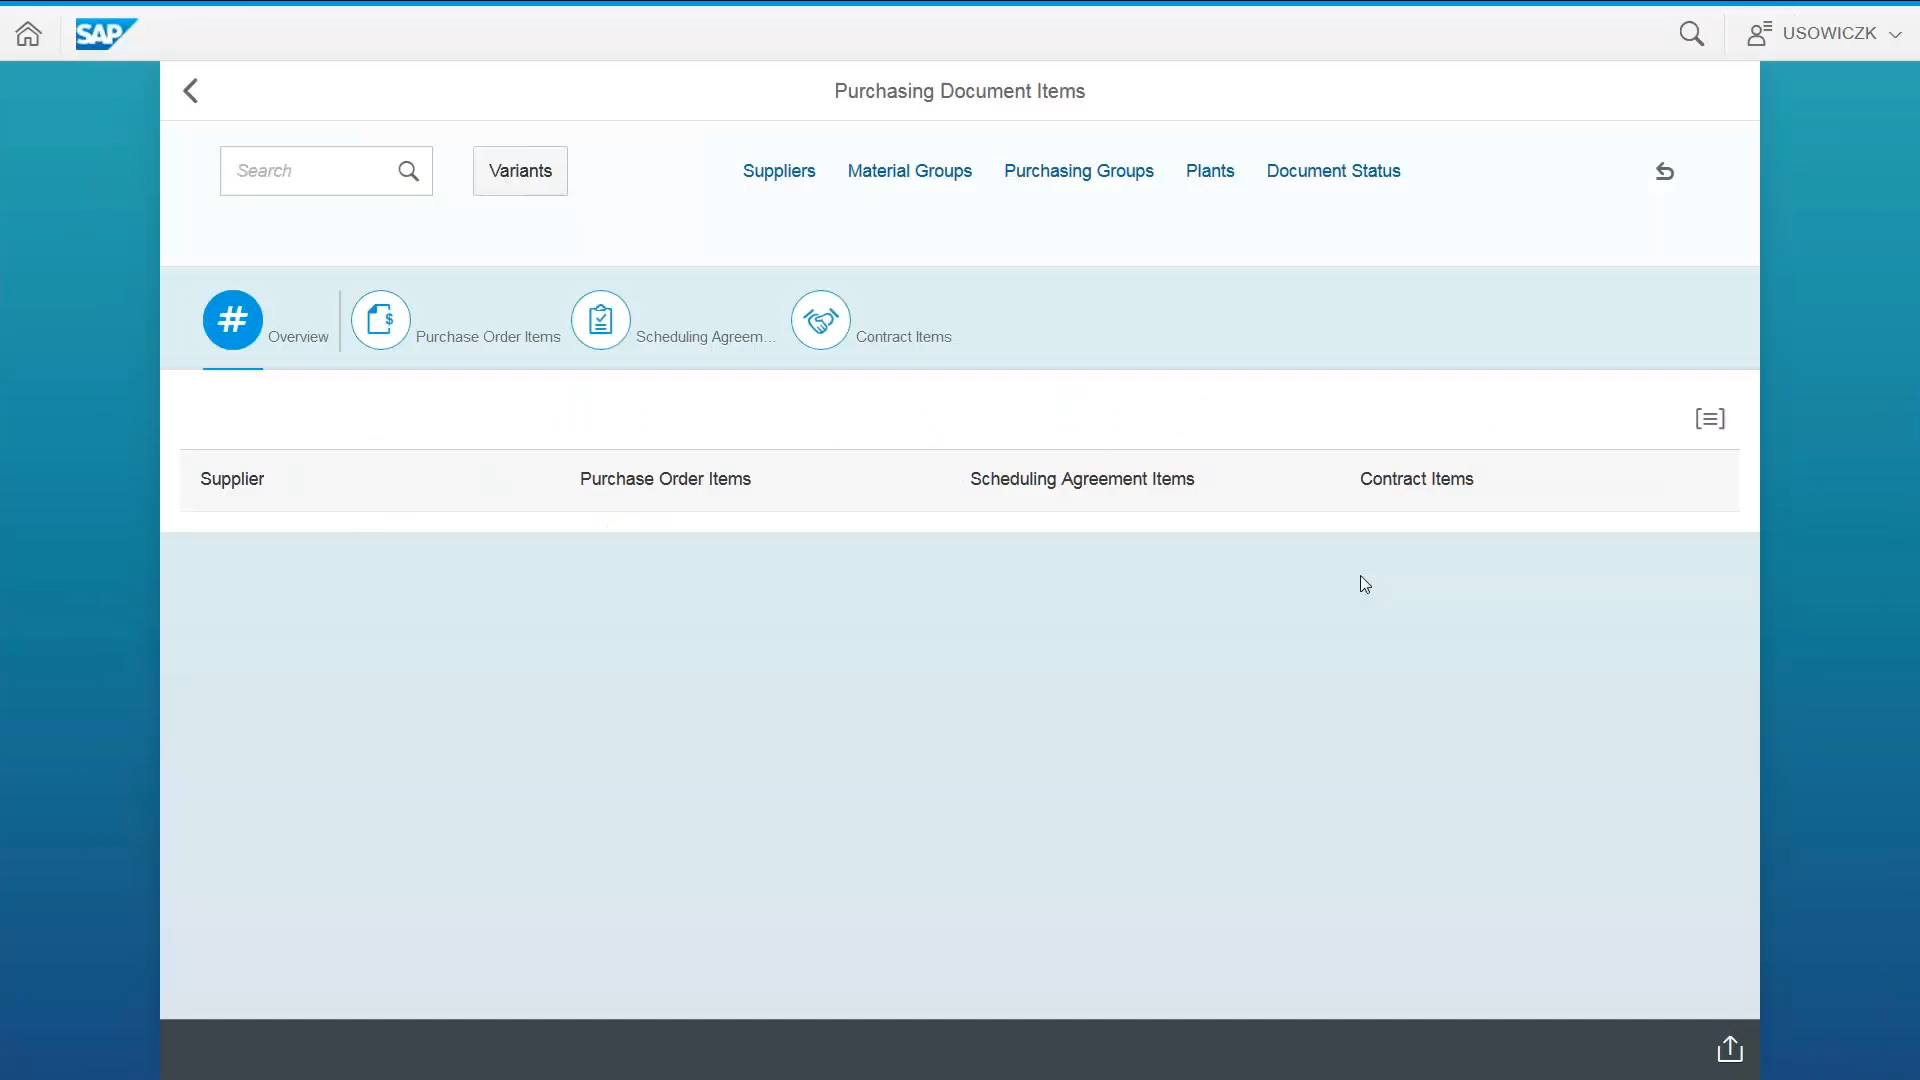 SAP
USOWICZK
Purchasing Document Items
Search
Variants
Suppliers Material Groups Purchasing Groups Plants Document Status
# Overview Purchase Order Items Scheduling Agreem... Contract Items
Supplier Purchase Order Items Scheduling Agreement Items Contract Items